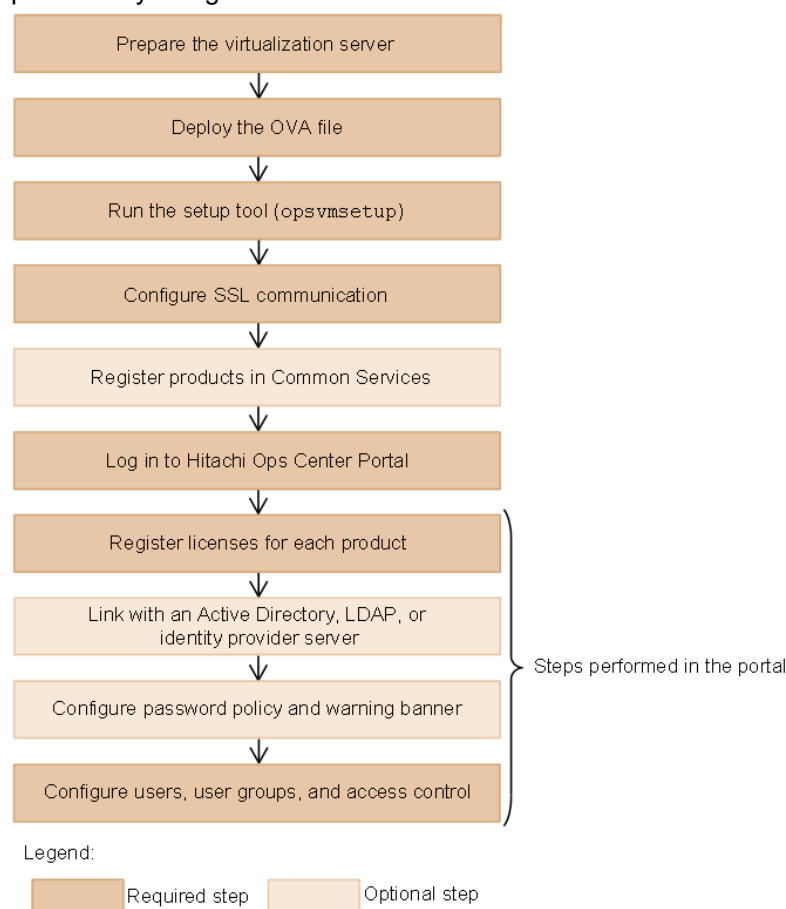 Prepare the virtualization server
Deploy the OVA file
Run the setup tool (opsvmsetup)
Configure SSL communication
Register products in Common Services
Log in to Hitachi Ops Center Portal
Register licenses for each product
Link with an Active Directory, LDAP, or
identity provider server
Steps performed in the portal
Configure password policy and warning banner
Configure users, user groups, and access control
Legend:
Required step
Optional step